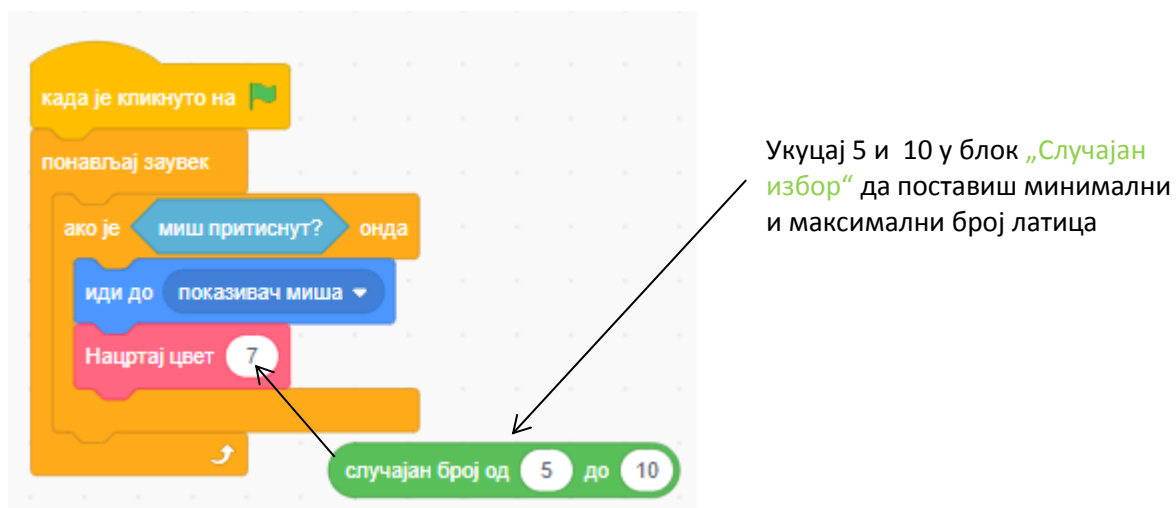 када је кликнуто на
понављај заувек
ако је миш притиснут? онда
иди до показивач миша
Нацртај цвет 7
случајан број од 5 до 10
Укуцај 5 и 10 у блок „Случајан
избор“ да поставиш минимални
и максимални број латица